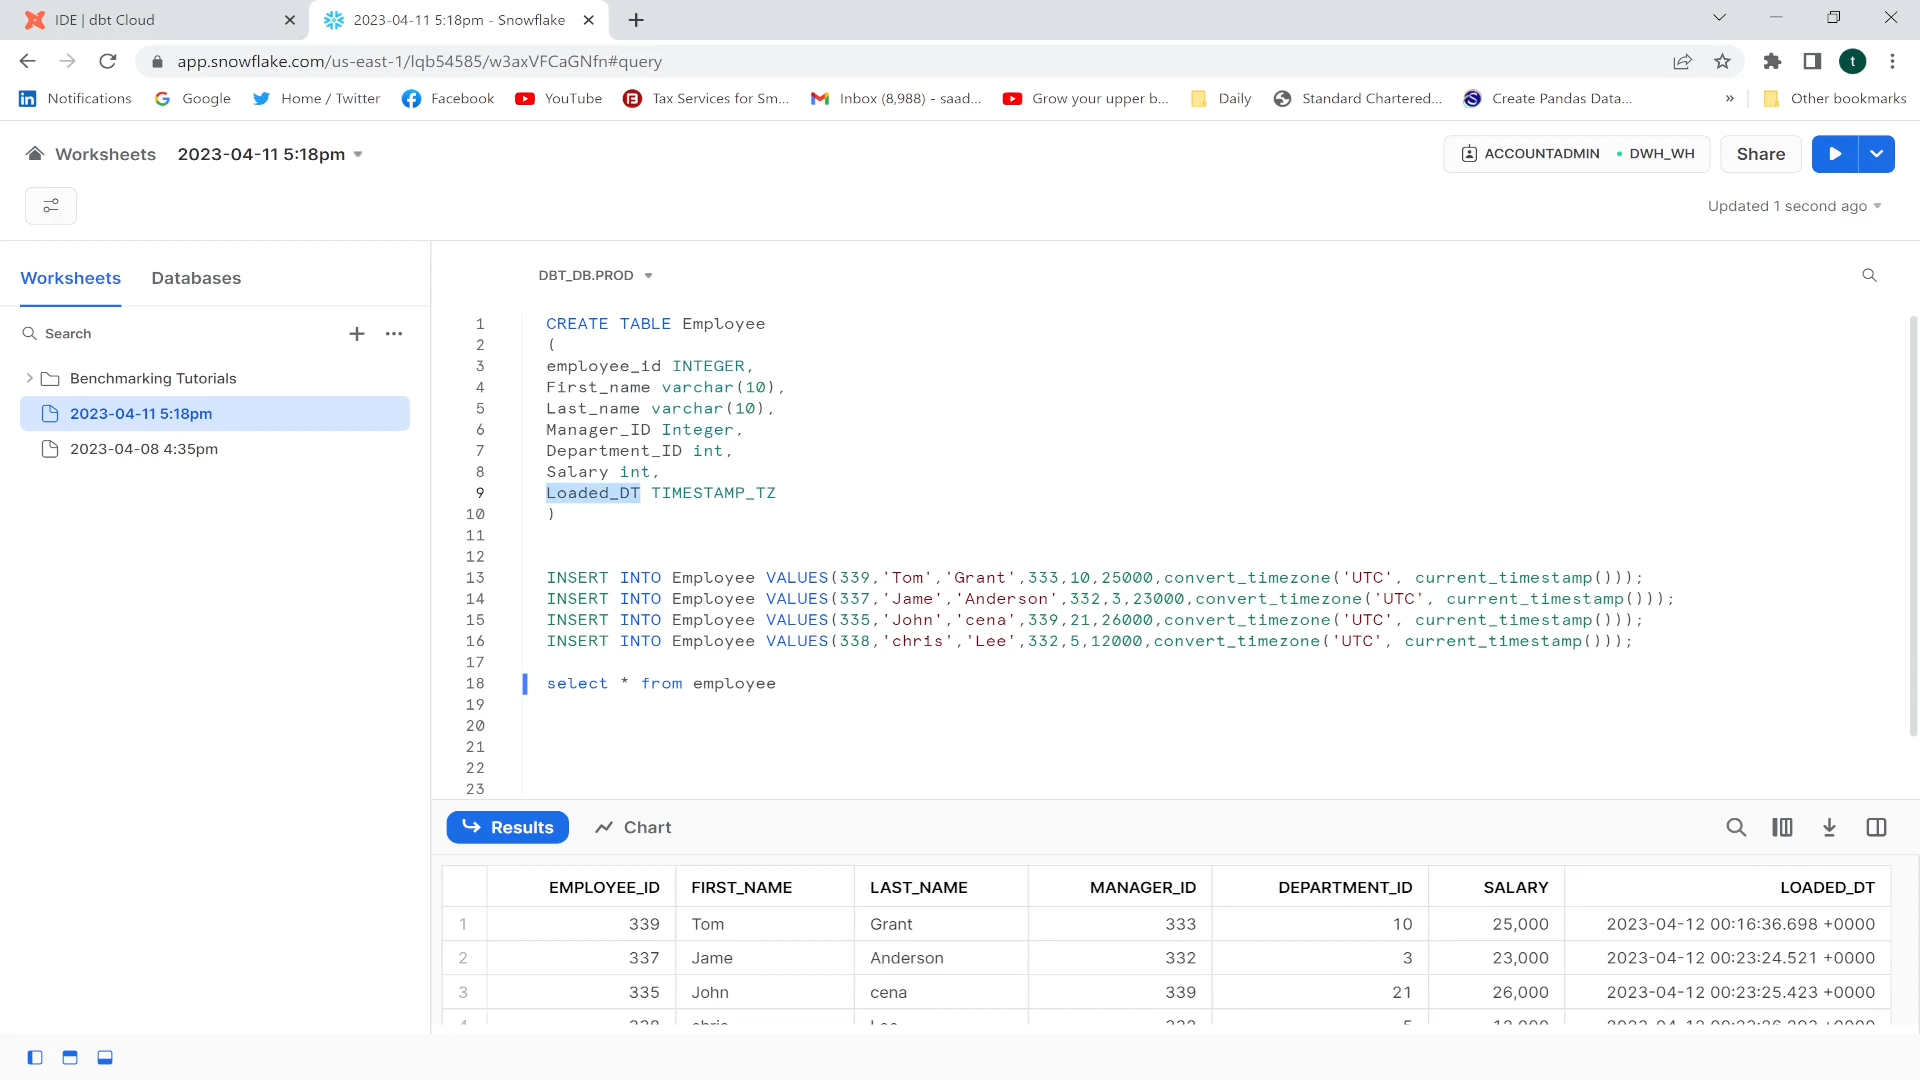 IDE | dbt Cloud
2023-04-11 5:18pm - Snowflake
app.snowflake.com/us-east-1/lqb54585/w3axVFCaGNfn#query
t
Notifications
Google
Home / Twitter
Facebook
YouTube
Tax Services for Sm...
Inbox (8,988) - saad...
Grow your upper b...
Daily
Standard Chartered...
Create Pandas Data...
»
Other bookmarks
Worksheets 2023-04-11 5:18pm
ACCOUNTADMIN • DWH_WH
Share
Updated 1 second ago
Worksheets Databases
Search
Benchmarking Tutorials
2023-04-11 5:18pm
2023-04-08 4:35pm
DBT_DB.PROD
1 CREATE TABLE Employee
2 (
3 employee_id INTEGER,
4 First_name varchar(10),
5 Last_name varchar(10),
6 Manager_ID Integer,
7 Department_ID int,
8 Salary int,
9 Loaded_DT TIMESTAMP_TZ
10 )
11
12
13 INSERT INTO Employee VALUES(339,'Tom','Grant',333,10,25000,convert_timezone('UTC', current_timestamp()));
14 INSERT INTO Employee VALUES(337,'Jame','Anderson',332,3,23000,convert_timezone('UTC', current_timestamp()));
15 INSERT INTO Employee VALUES(335,'John','cena',339,21,26000,convert_timezone('UTC', current_timestamp()));
16 INSERT INTO Employee VALUES(338,'chris','Lee',332,5,12000,convert_timezone('UTC', current_timestamp()));
17
18 select * from employee
19
20
21
22
23
Results Chart
EMPLOYEE_ID FIRST_NAME LAST_NAME MANAGER_ID DEPARTMENT_ID SALARY LOADED_DT
1 339 Tom Grant 333 10 25,000 2023-04-12 00:16:36.698 +0000
2 337 Jame Anderson 332 3 23,000 2023-04-12 00:23:24.521 +0000
3 335 John cena 339 21 26,000 2023-04-12 00:23:25.423 +0000